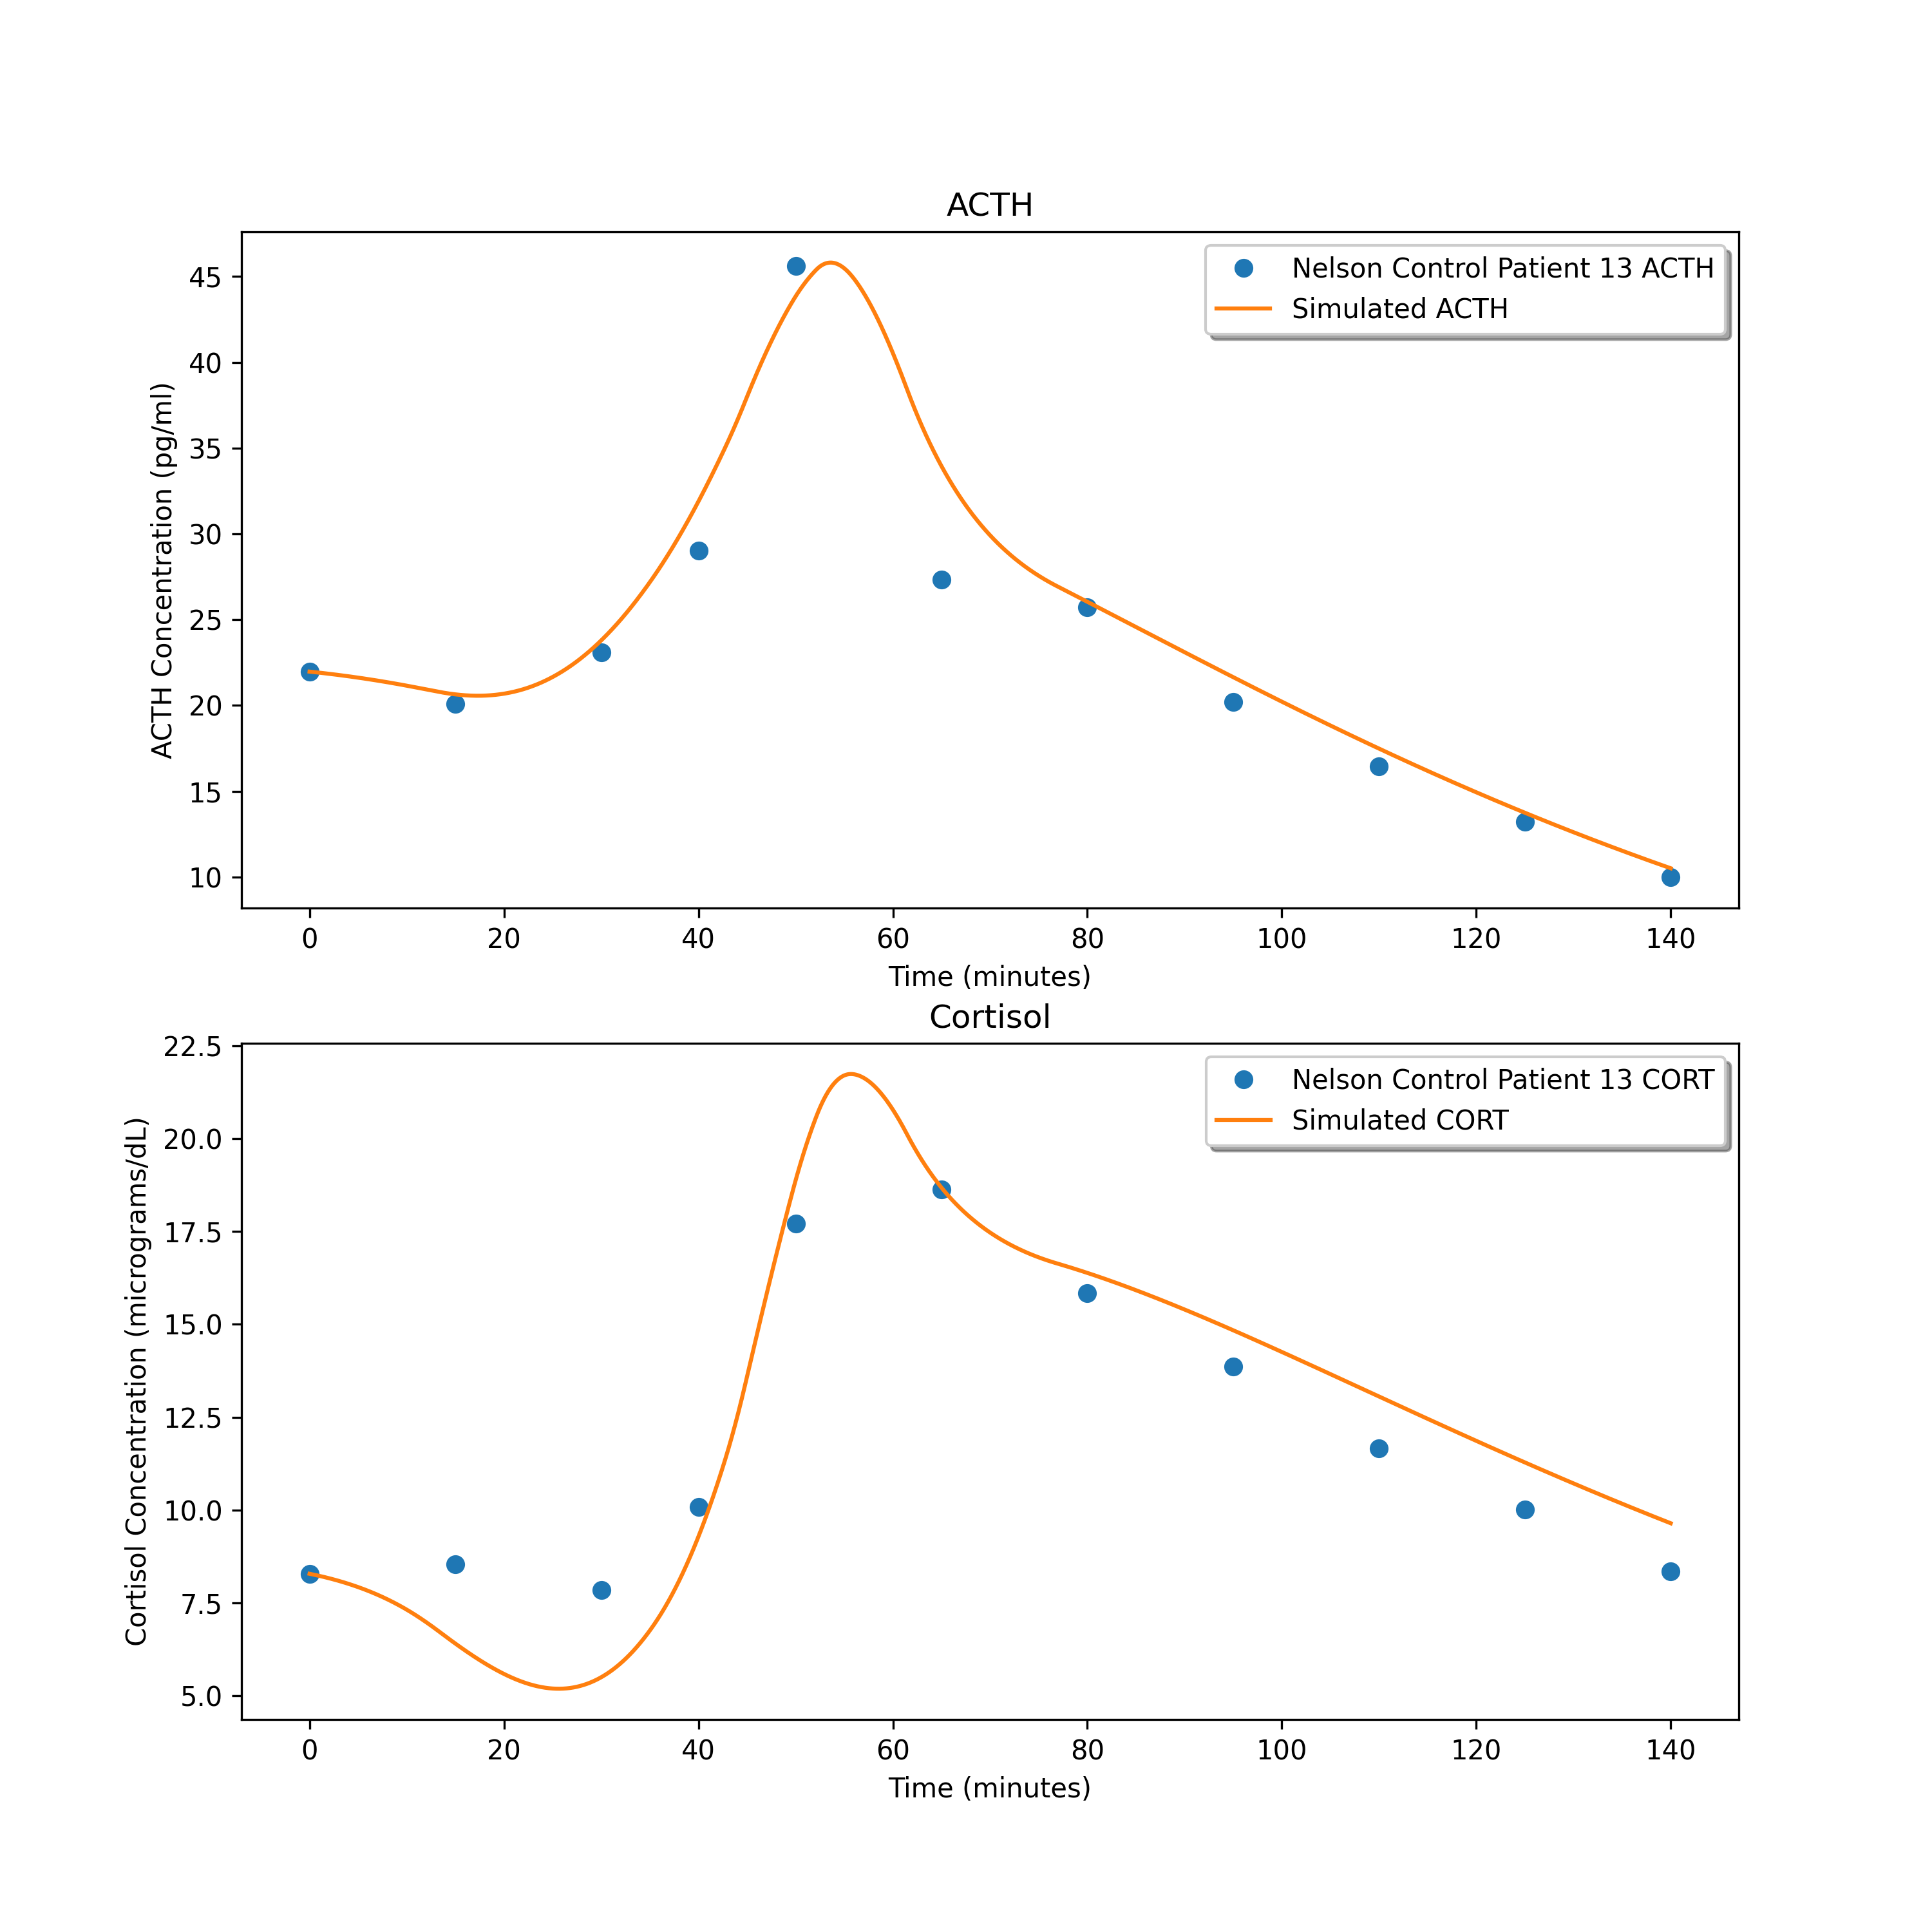 ACTH
Nelson Control Patient 13 ACTH
Simulated ACTH
ACTH Concentration (pg/ml)
45
40
35
30
25
20
15
10
0 20 40 60 80 100 120 140
Time (minutes)
Cortisol
Nelson Control Patient 13 CORT
Simulated CORT
Cortisol Concentration (micrograms/dL)
22.5
20.0
17.5
15.0
12.5
10.0
7.5
5.0
0 20 40 60 80 100 120 140
Time (minutes)